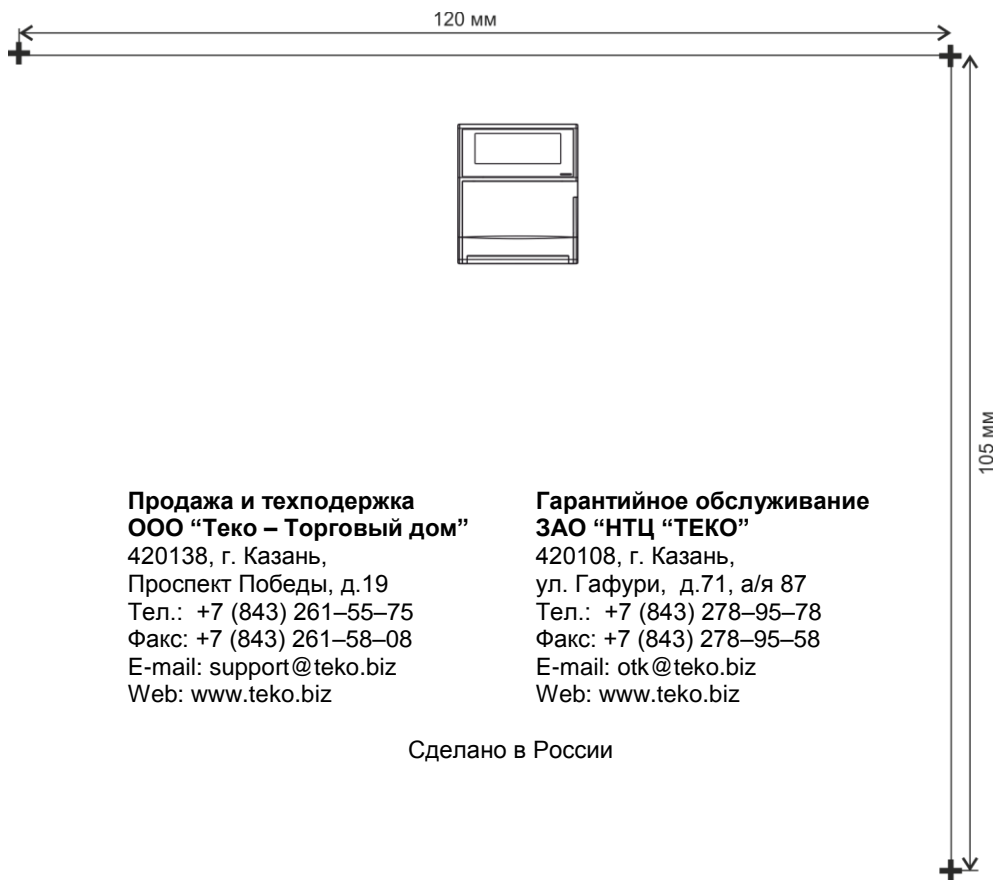 120 мм
105 мм
Продажа и техподержка
ООО “Теко – Торговый дом”
420138, г. Казань,
Проспект Победы, д.19
Тел.: +7 (843) 261–55–75
Факс: +7 (843) 261–58–08
E-mail: support@teko.biz
Web: www.teko.biz
Гарантийное обслуживание
ЗАО “НТЦ “ТЕКО”
420108, г. Казань,
ул. Гафури, д.71, а/я 87
Тел.: +7 (843) 278–95–78
Факс: +7 (843) 278–95–58
E-mail: otk@teko.biz
Web: www.teko.biz
Сделано в России